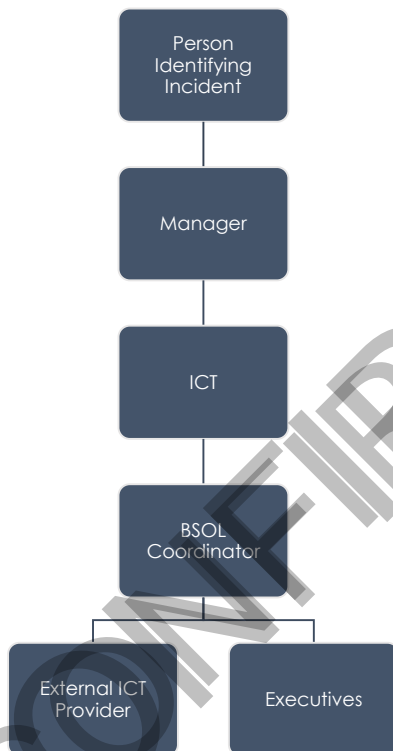 Person
Identifying
Incident
Manager
ICT
BSOL
Coordinator
External ICT
Provider
Executives